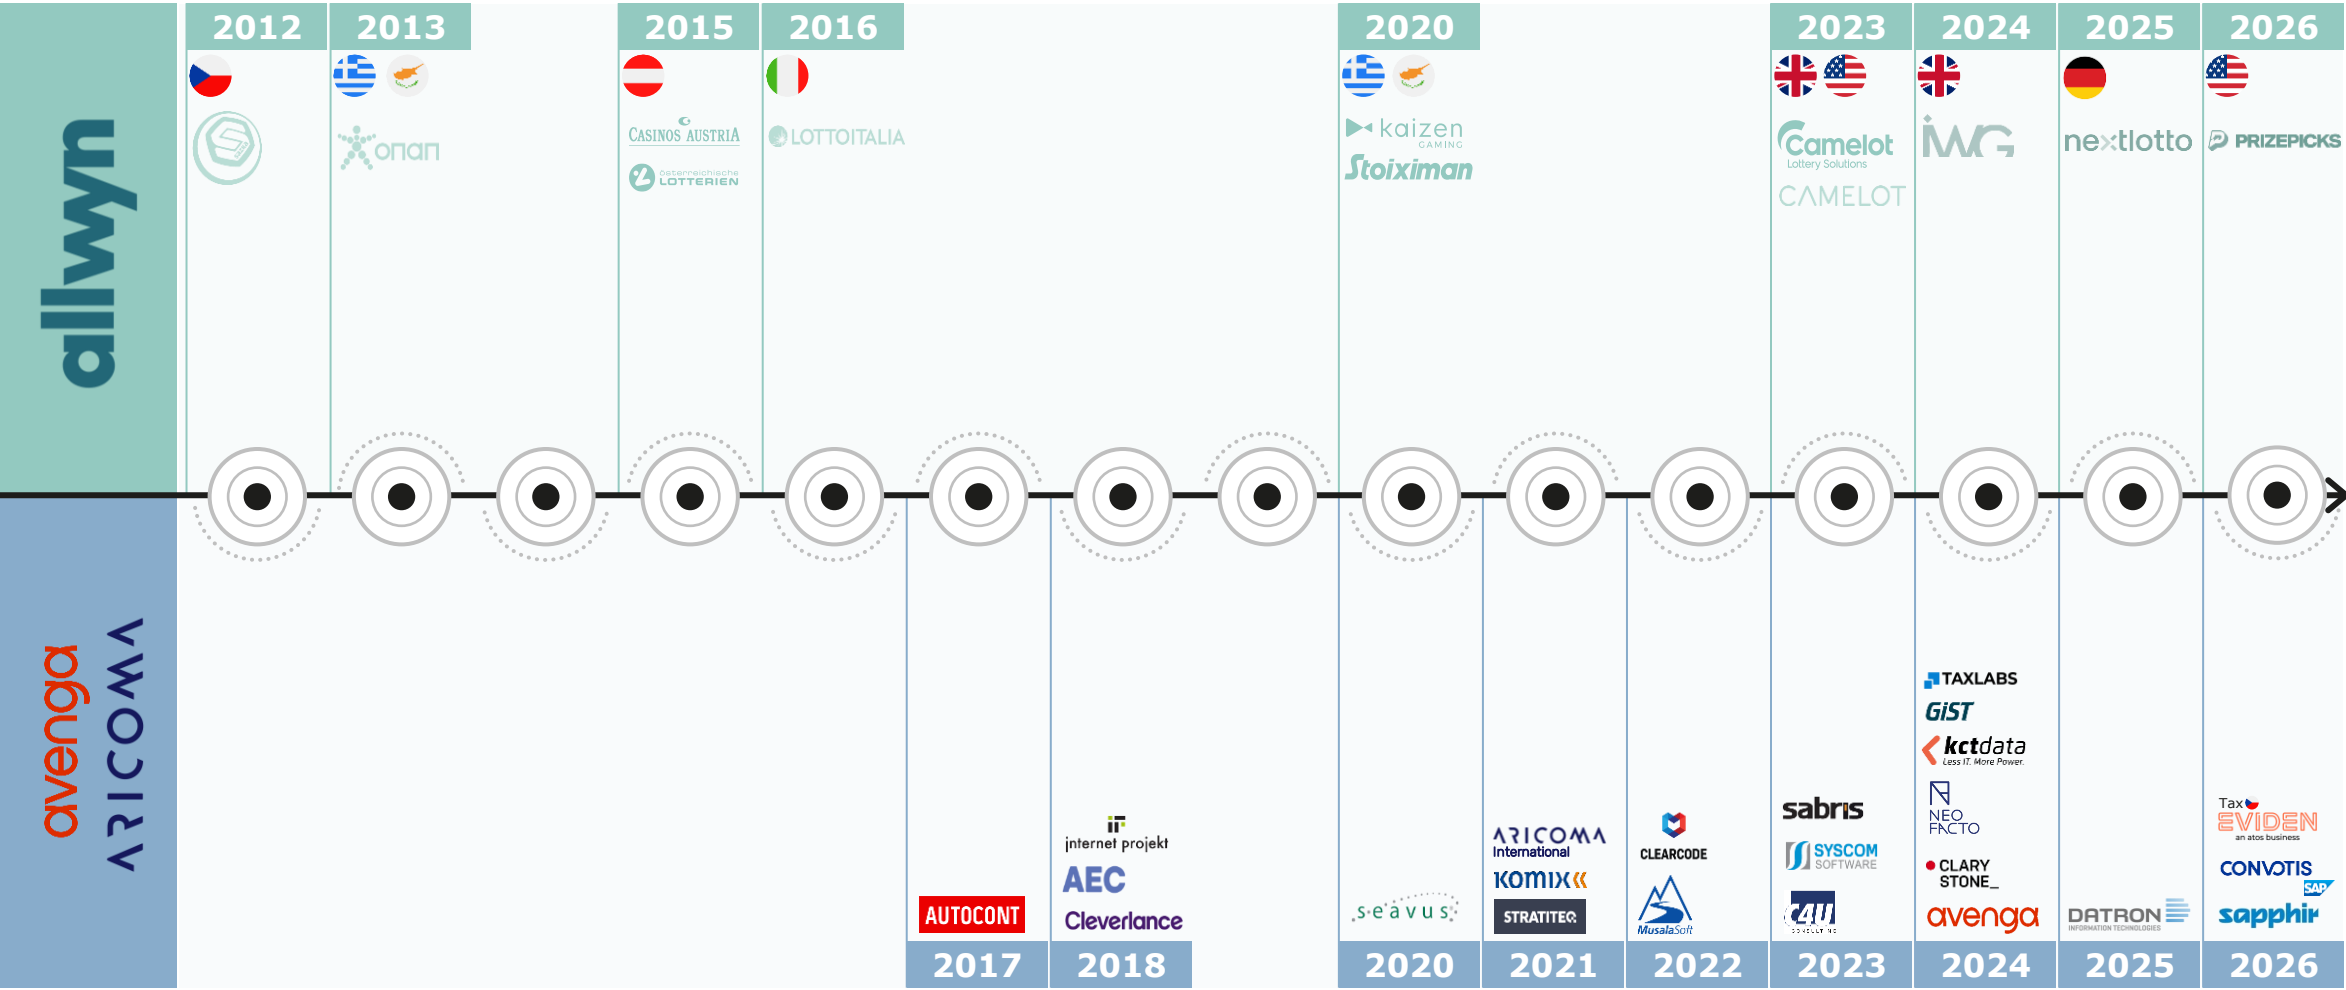 2012
2013
2015
2016
2020
2023
2024
2025
2026
allwyn
CASINOS AUSTRIA
österreichische
LOTTERIEN
LOTTOITALIA
kaizen
GAMING
Stoiximan
Camelot
Lottery Solutions
CAMELOT
IWG
nextlotto
PRIZEPICKS
avenga
ARICOMA
AUTOCONT
internet projekt
AEC
Cleverlance
seavus
ARICOMA
International
KOMIX
STRATITEQ
CLEARCODE
MusalaSoft
sabris
SYSCOM
SOFTWARE
C4U
CONSULTING
TAXLABS
GiST
kctdata
Less IT. More Power.
NEO
FACTO
CLARY
STONE_
avenga
DATRON
INFORMATION TECHNOLOGIES
Tax
EVIDEN
an atos business
CONVOTIS
SAP
sapphir
2017
2018
2020
2021
2022
2023
2024
2025
2026